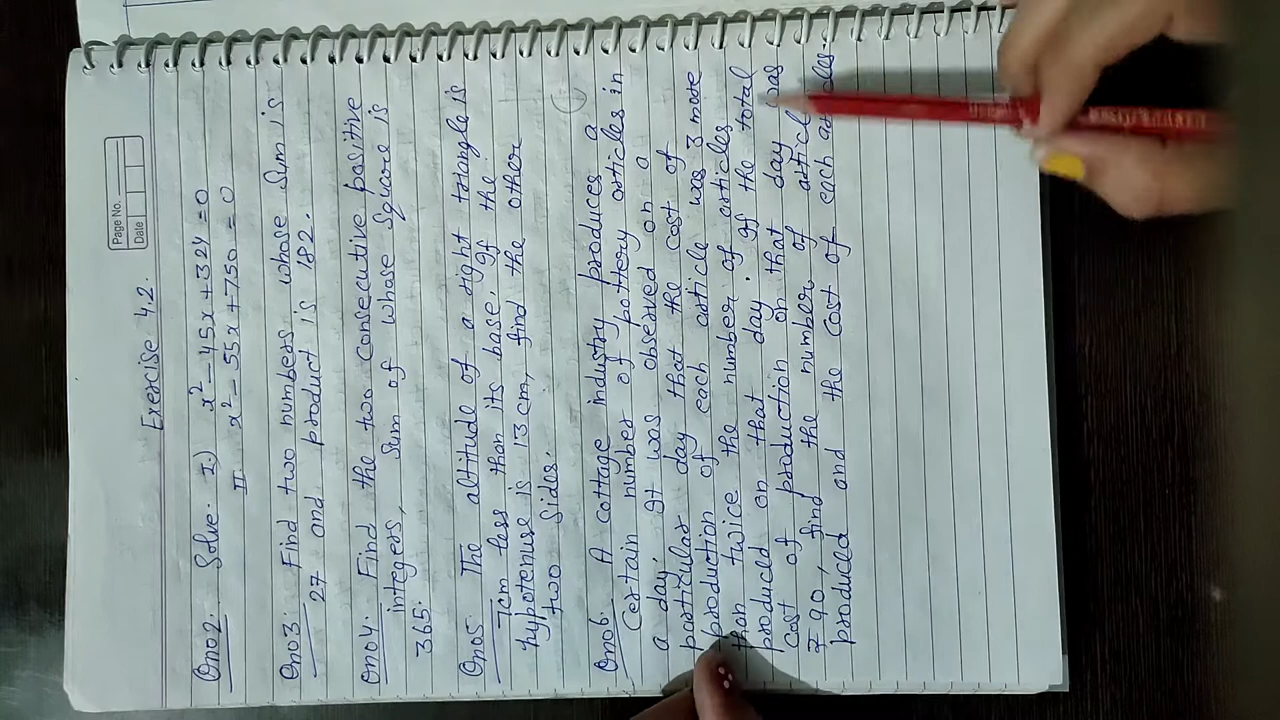 Page No.
Date
Exercise 4.2.
Qno2. Solve. I) x² - 45x + 324 = 0
II x² - 55x + 750 = 0
Qno3. Find two numbers whose Sum is
27 and product is 182.
Qno4. Find the two consecutive positive
integers, Sum of whose Square is
365.
Qno5. The altitude of a right triangle is
7cm less than its base. If the
hypotenuse is 13cm, find the other
two Sides.
Qno6. A cottage industry produces a
Certain number of pottery articles in
a day. It was observed on a
particular day that the cost of
production of each article was 3 more
than twice the number of articles
produced on that day. If the total
Cost of production on that day was
₹ 90, find the number of articl
produced and the cost of each